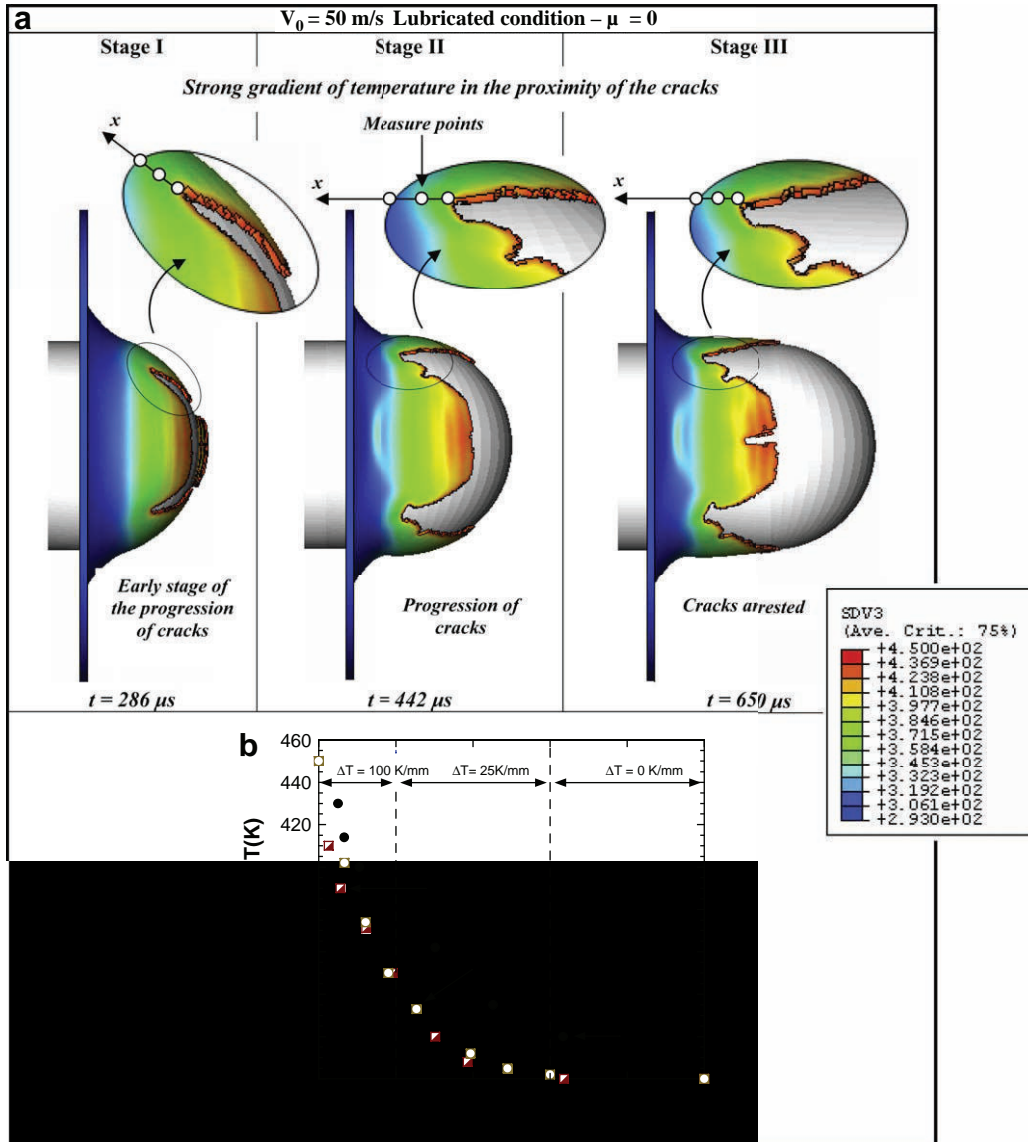 a
V0 = 50 m/s Lubricated condition – μ = 0
Stage I
Stage II
Stage III
Strong gradient of temperature in the proximity of the cracks
Measure points
x
x
x
Early stage of
the progression
of cracks
Progression of
cracks
Cracks arrested
t = 286 μs
t = 442 μs
t = 650 μs
SDV3
(Ave. Crit.: 75%)
+4.500e+02
+4.369e+02
+4.238e+02
+4.108e+02
+3.977e+02
+3.846e+02
+3.715e+02
+3.584e+02
+3.453e+02
+3.323e+02
+3.192e+02
+3.061e+02
+2.930e+02
b
460
440
420
T(K)
ΔT = 100 K/mm
ΔT = 25K/mm
ΔT = 0 K/mm